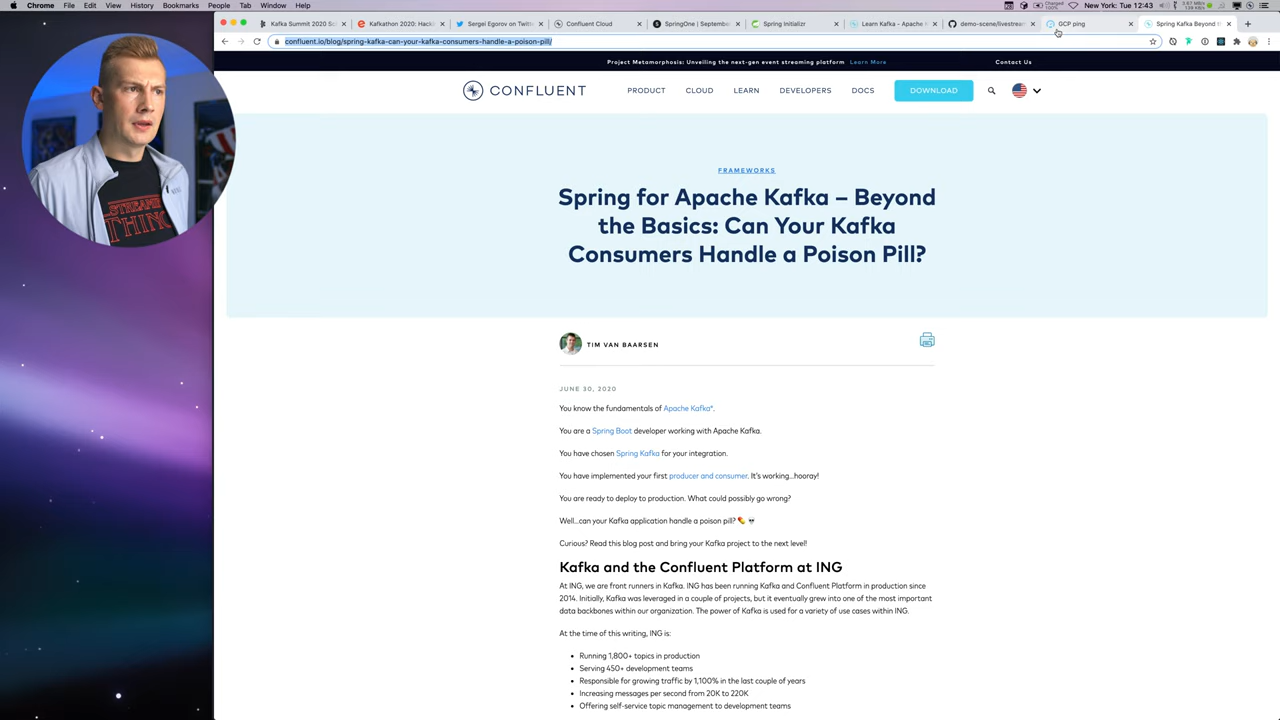 Chrome File Edit View History Bookmarks People Tab Window Help
New York: Tue 12:43
Kafka Summit 2020 Sc
Kafkathon 2020: Hack
Sergei Egorov on Twitt
Confluent Cloud
SpringOne | September
Spring Initializr
Learn Kafka - Apache
demo-scene/livestream
GCP ping
Spring Kafka Beyond
confluent.io/blog/spring-kafka-can-your-kafka-consumers-handle-a-poison-pill/
Project Metamorphosis: Unveiling the next-gen event streaming platform Learn More
Contact Us
CONFLUENT
PRODUCT CLOUD LEARN DEVELOPERS DOCS DOWNLOAD
STREAM
THING
FRAMEWORKS
Spring for Apache Kafka – Beyond
the Basics: Can Your Kafka
Consumers Handle a Poison Pill?
TIM VAN BAARSEN
JUNE 30, 2020
You know the fundamentals of Apache Kafka®.
You are a Spring Boot developer working with Apache Kafka.
You have chosen Spring Kafka for your integration.
You have implemented your first producer and consumer. It's working…hooray!
You are ready to deploy to production. What could possibly go wrong?
Well…can your Kafka application handle a poison pill? 💊 ☠️
Curious? Read this blog post and bring your Kafka project to the next level!
Kafka and the Confluent Platform at ING
At ING, we are front runners in Kafka. ING has been running Kafka and Confluent Platform in production since
2014. Initially, Kafka was leveraged in a couple of projects, but it eventually grew into one of the most important
data backbones within our organization. The power of Kafka is used for a variety of use cases within ING.
At the time of this writing, ING is:
• Running 1,800+ topics in production
• Serving 450+ development teams
• Responsible for growing traffic by 1,100% in the last couple of years
• Increasing messages per second from 20K to 220K
• Offering self-service topic management to development teams